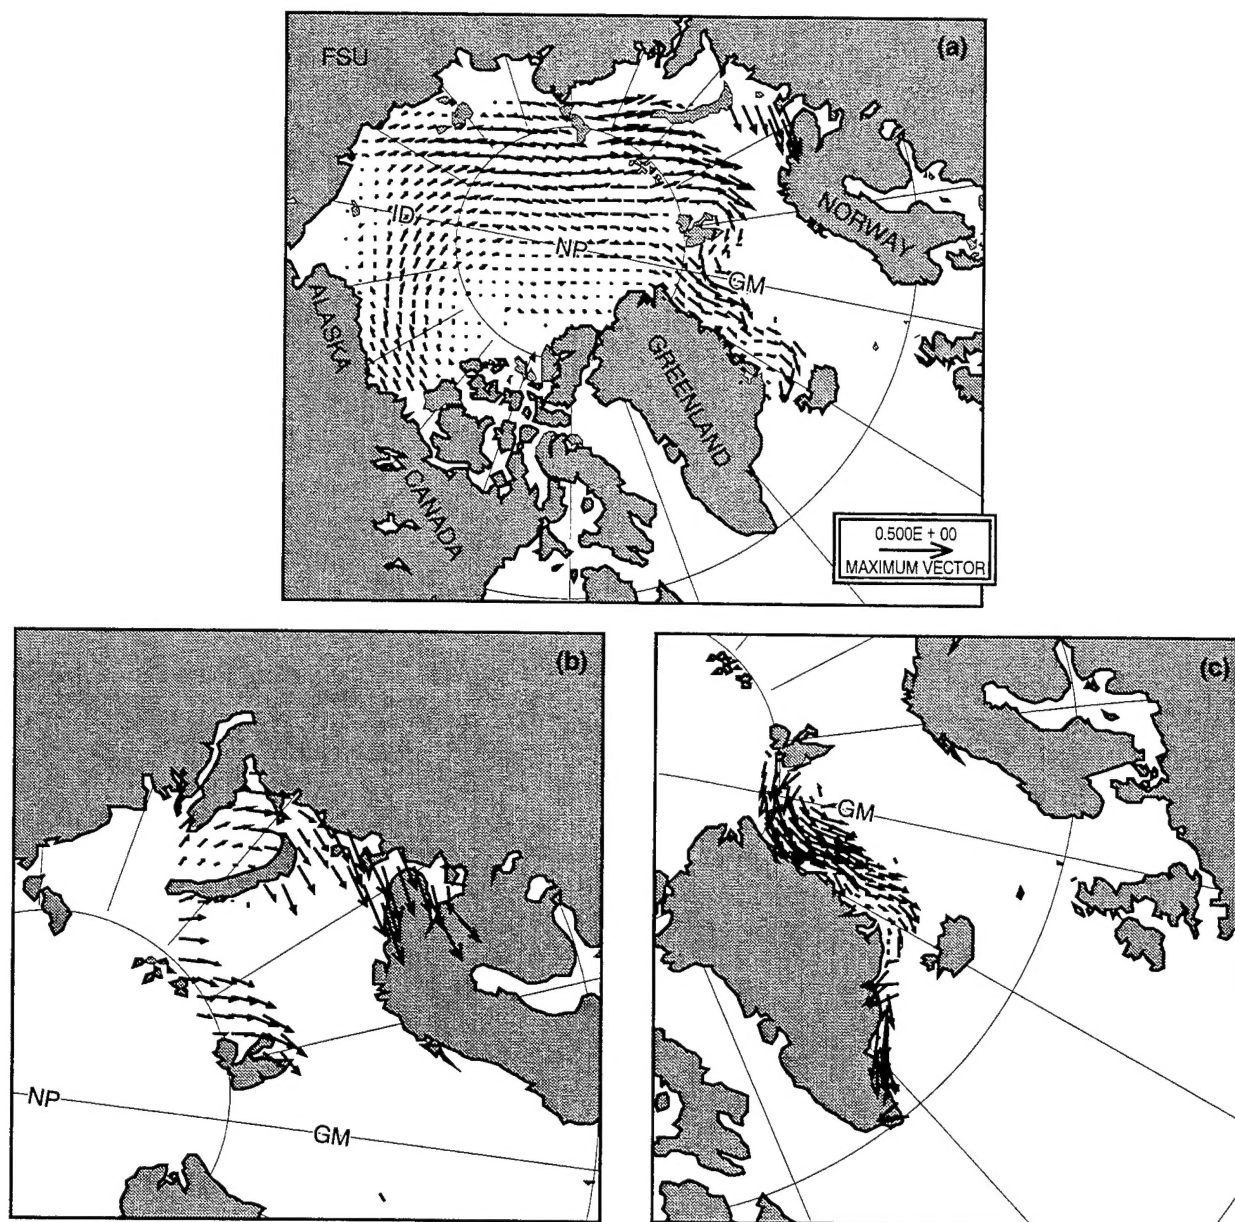 FSU
(a)
ID
NP
NORWAY
GM
ALASKA
GREENLAND
CANADA
0.500E + 00
MAXIMUM VECTOR
(b)
NP
GM
(c)
GM